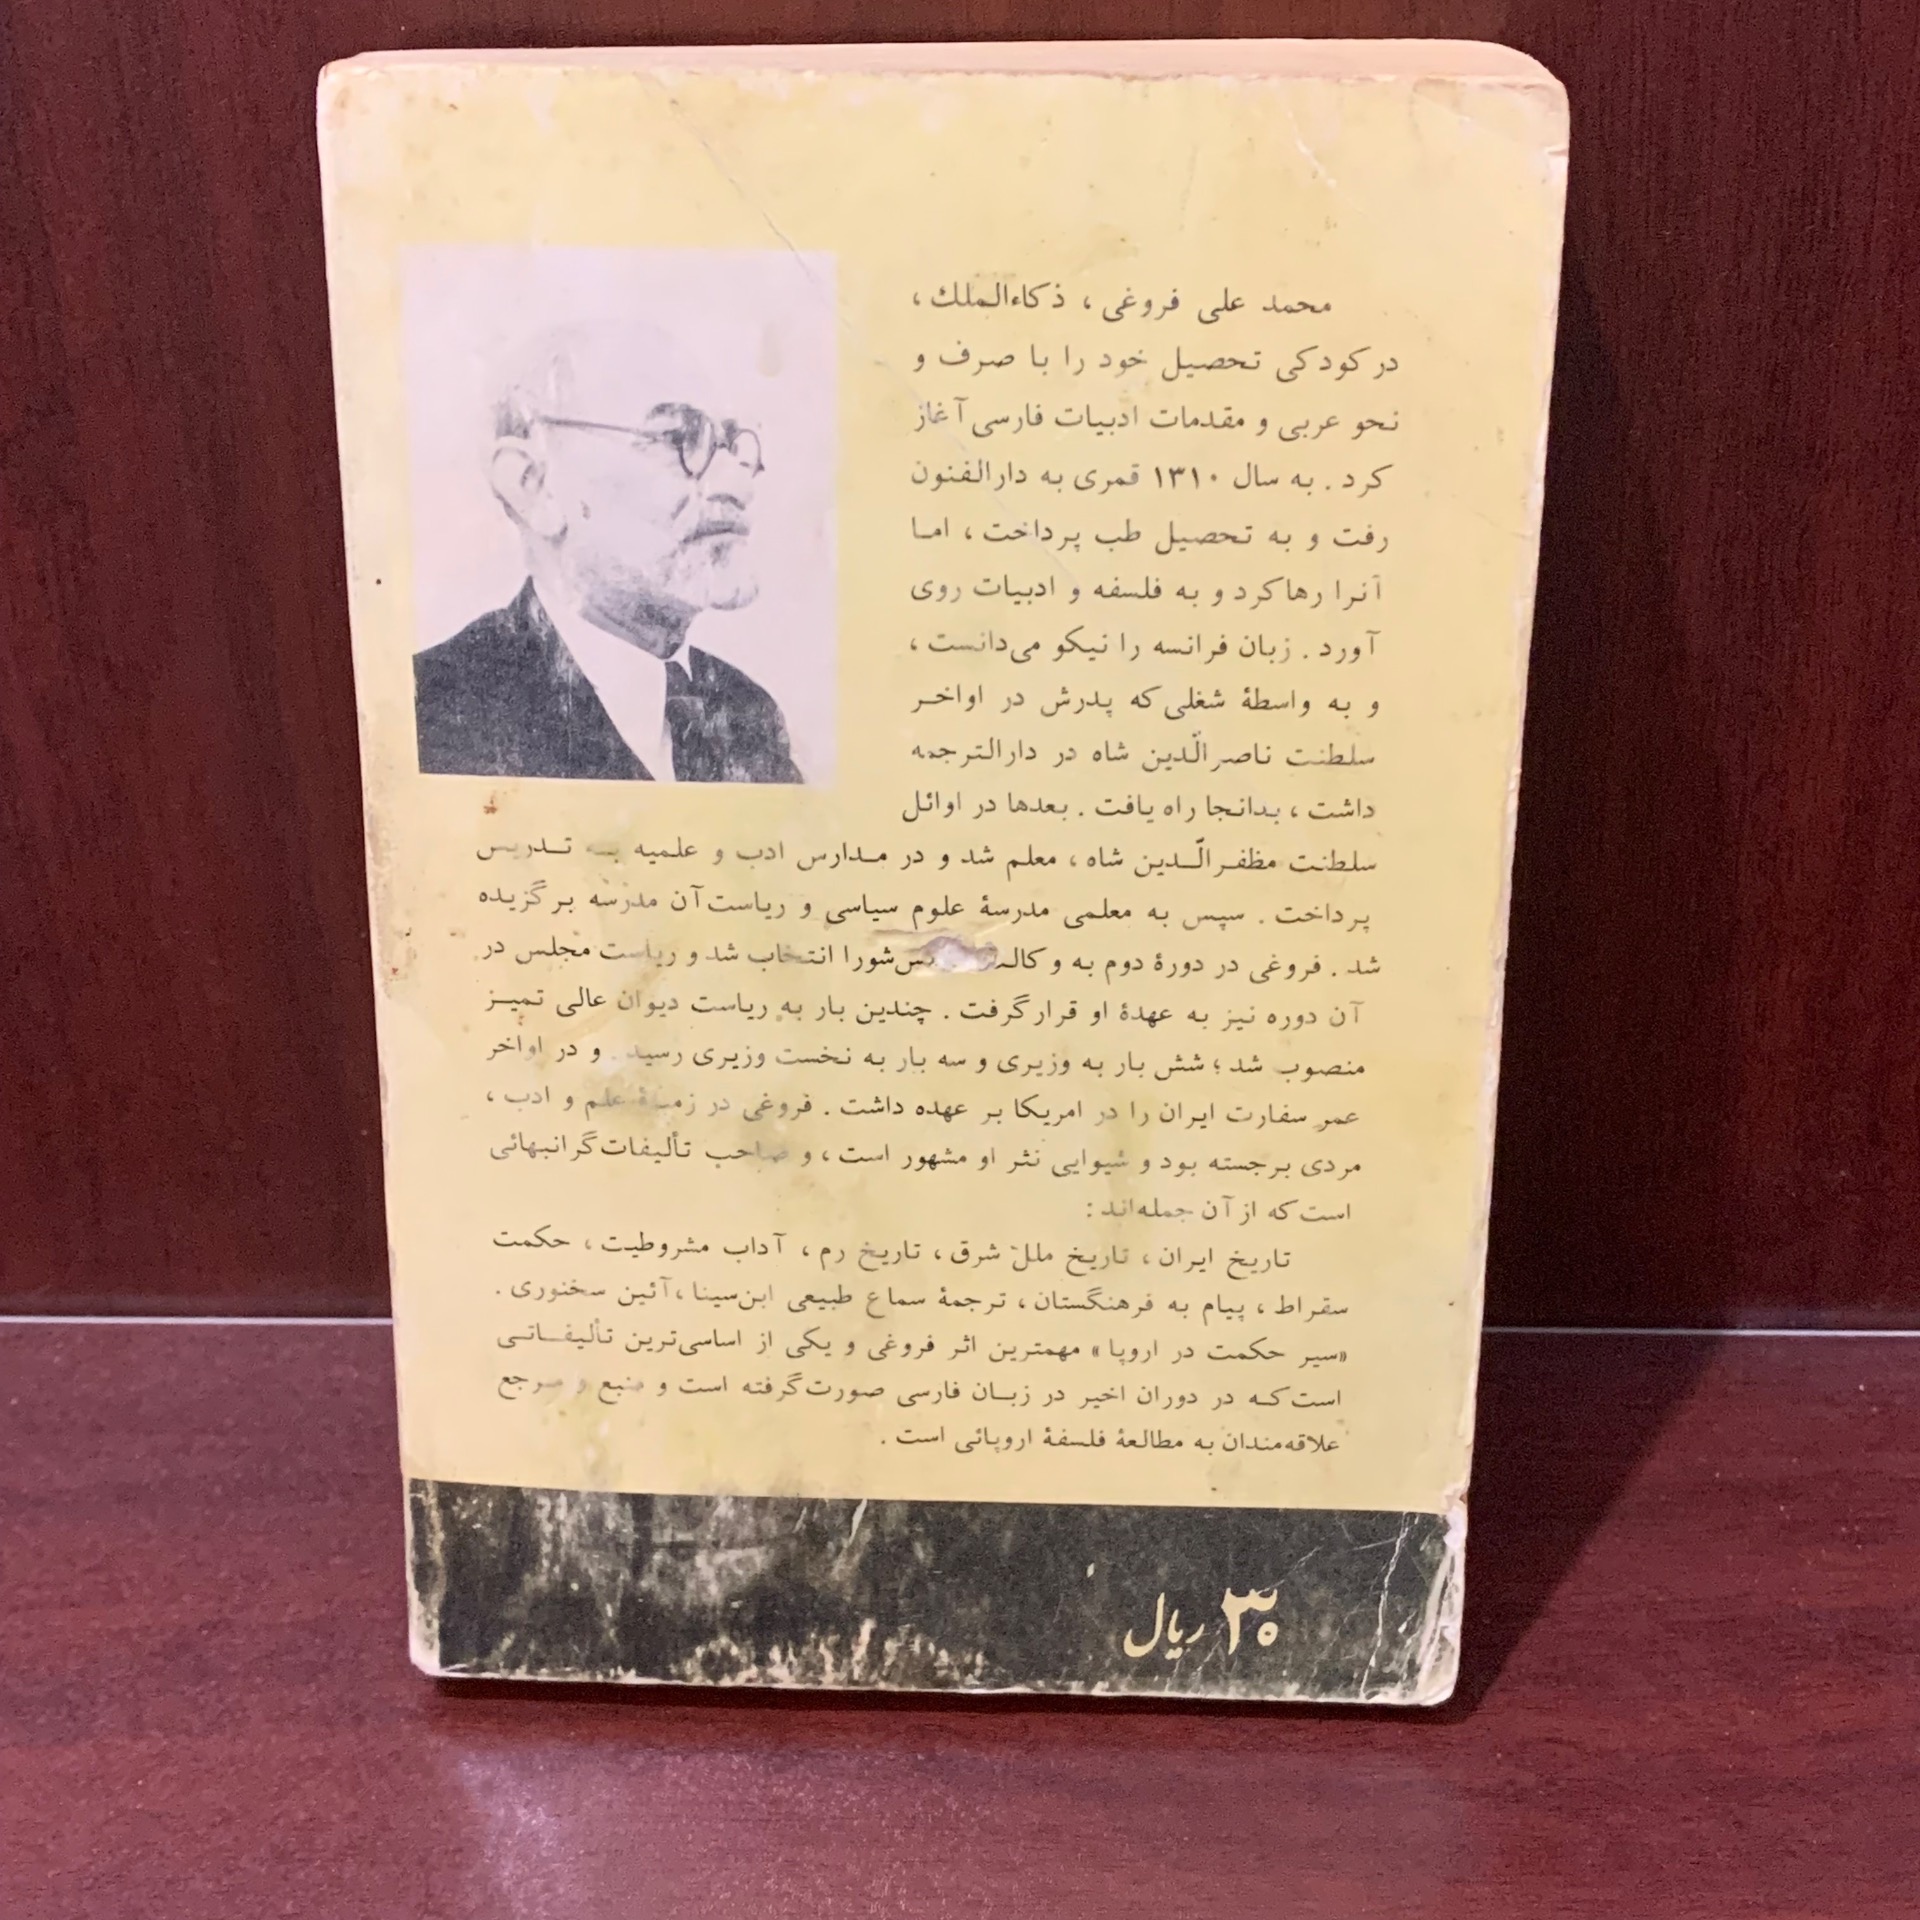 محمد علی فروغی ، ذکاءالملك ،
در کودکی تحصیل خود را با صرف و
نحو عربی و مقدمات ادبیات فارسی آغاز
کرد . به سال ۱۳۱۰ قمری به دارالفنون
رفت و به تحصیل طب پرداخت ، اما
آنرا رها کرد و به فلسفه و ادبیات روی
آورد . زبان فرانسه را نیکو می‌دانست ،
و به واسطهٔ شغلی که پدرش در اواخر
سلطنت ناصرالّدین شاه در دارالترجمه
داشت ، بدانجا راه یافت . بعدها در اوائل
سلطنت مظفرالّدین شاه ، معلم شد و در مدارس ادب و علمیه به تدریس
پرداخت . سپس به معلمی مدرسهٔ علوم سیاسی و ریاست آن مدرسه برگزیده
شد . فروغی در دورهٔ دوم به شورا انتخاب شد و ریاست مجلس در
آن دوره نیز به عهدهٔ او قرار گرفت . چندین بار به ریاست دیوان عالی تمیز
منصوب شد ؛ شش بار به وزیری و سه بار به نخست وزیری رسید . و در اواخر
عمر سفارت ایران را در امریکا بر عهده داشت . فروغی در زمینهٔ علم و ادب ،
مردی برجسته بود و شیوایی نثر او مشهور است ، و صاحب تألیفات گرانبهائی
است که از آن جمله‌اند :
تاریخ ایران ، تاریخ ملل شرق ، تاریخ رم ، آداب مشروطیت ، حکمت
سقراط ، پیام به فرهنگستان ، ترجمهٔ سماع طبیعی ابن‌سینا ، آئین سخنوری .
«سیر حکمت در اروپا» مهمترین اثر فروغی و یکی از اساسی‌ترین تألیفاتی
است که در دوران اخیر در زبان فارسی صورت گرفته است و منبع و مرجع
علاقه‌مندان به مطالعهٔ فلسفهٔ اروپائی است .
۳۰ ریال